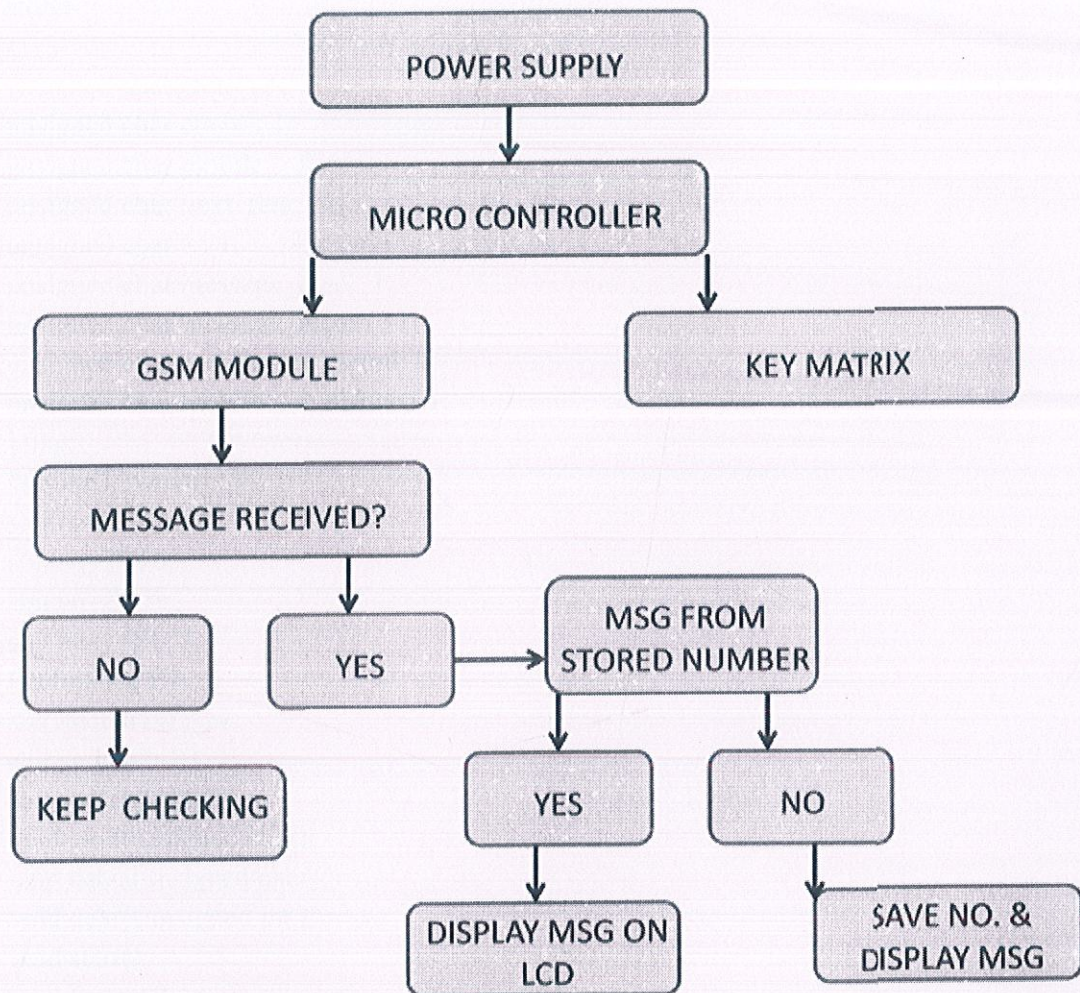 POWER SUPPLY
MICRO CONTROLLER
GSM MODULE
KEY MATRIX
MESSAGE RECEIVED?
NO
YES
MSG FROM
STORED NUMBER
KEEP CHECKING
YES
NO
DISPLAY MSG ON
LCD
SAVE NO. &
DISPLAY MSG